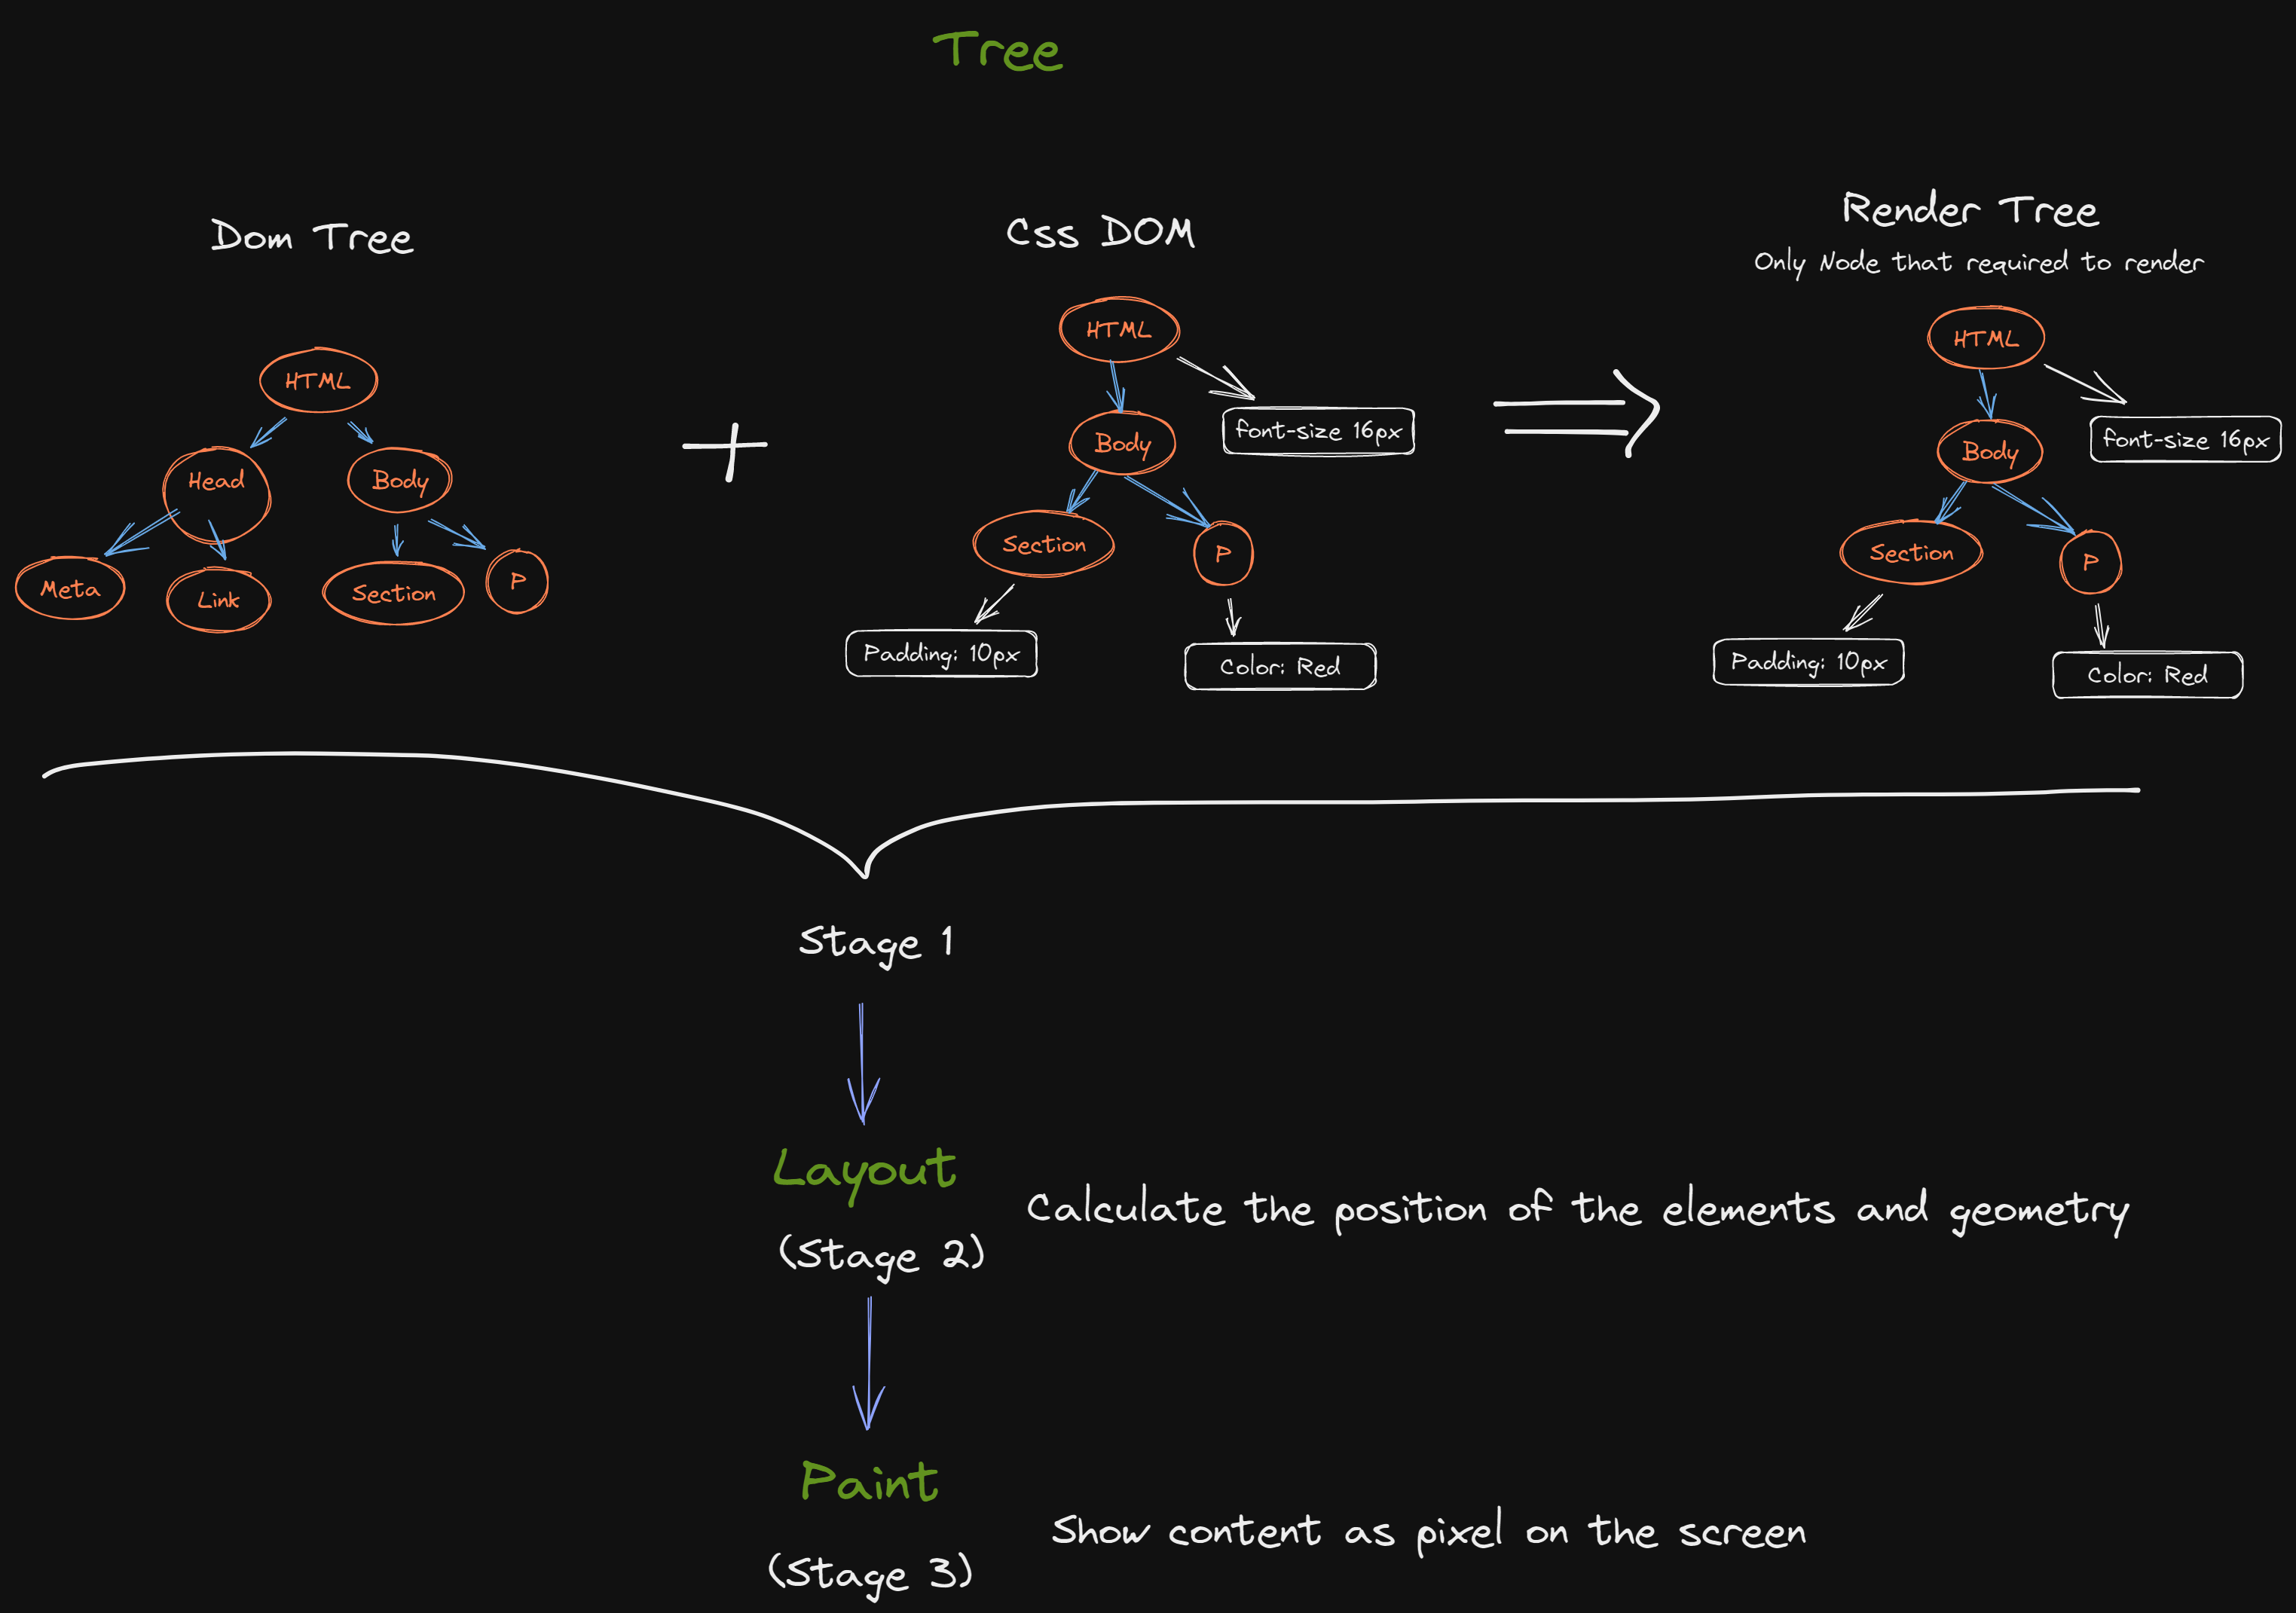 Tree
Dom Tree
HTML
Head
Body
Meta
Link
Section
P
+
Css DOM
HTML
font-size 16px
Body
Section
P
Padding: 10px
Color: Red
Render Tree
Only Node that required to render
HTML
font-size 16px
Body
Section
P
Padding: 10px
Color: Red
Stage 1
Layout
(Stage 2)
Calculate the position of the elements and geometry
Paint
(Stage 3)
Show content as pixel on the screen